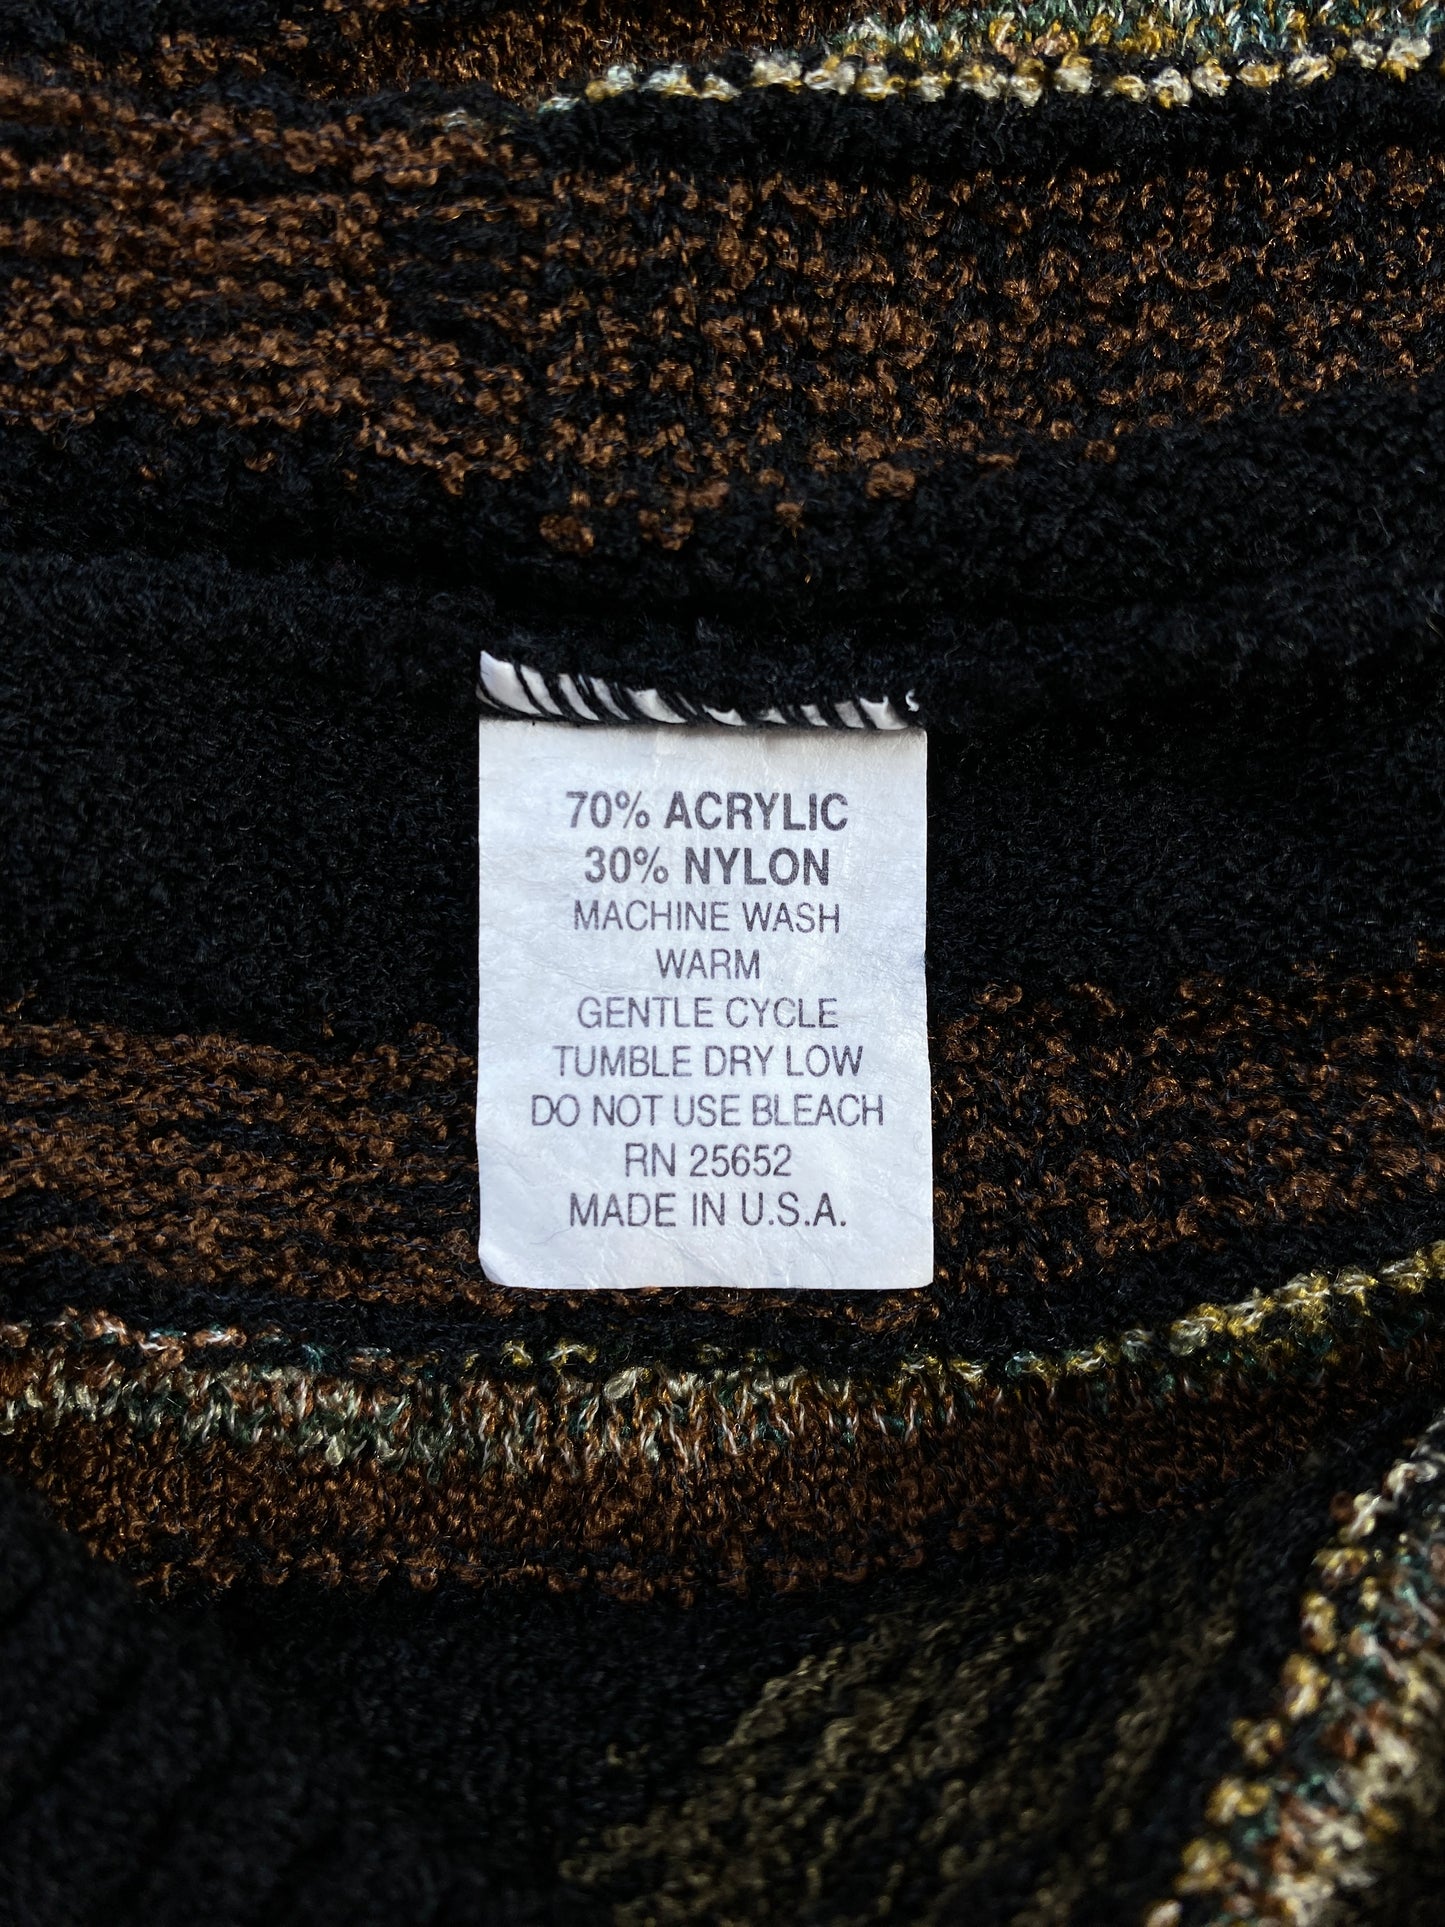 70% ACRYLIC
30% NYLON
MACHINE WASH
WARM
GENTLE CYCLE
TUMBLE DRY LOW
DO NOT USE BLEACH
RN 25652
MADE IN U.S.A.